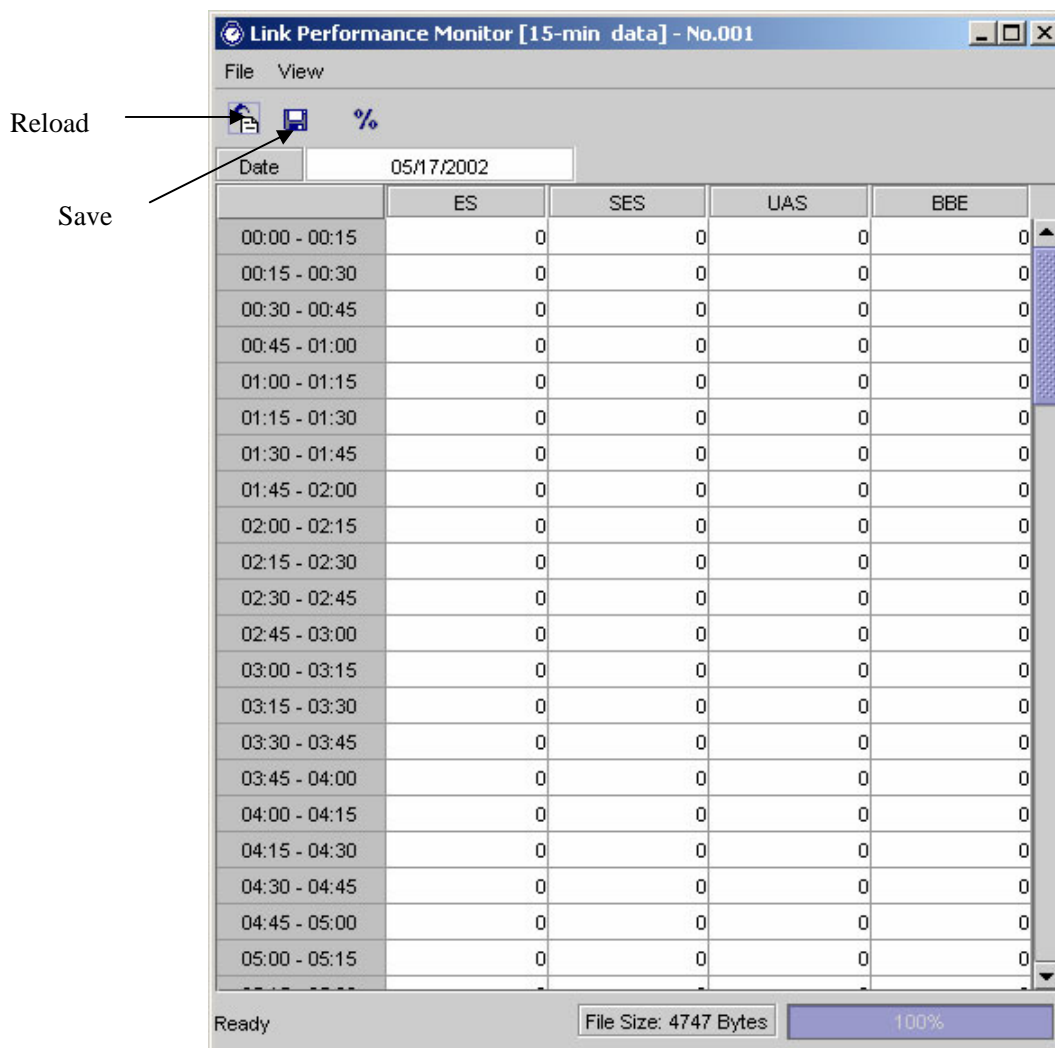 Link Performance Monitor [15-min data] - No.001
File View
Reload
%
Date 05/17/2002
Save
ES SES UAS BBE
00:00 - 00:15 0 0 0 0
00:15 - 00:30 0 0 0 0
00:30 - 00:45 0 0 0 0
00:45 - 01:00 0 0 0 0
01:00 - 01:15 0 0 0 0
01:15 - 01:30 0 0 0 0
01:30 - 01:45 0 0 0 0
01:45 - 02:00 0 0 0 0
02:00 - 02:15 0 0 0 0
02:15 - 02:30 0 0 0 0
02:30 - 02:45 0 0 0 0
02:45 - 03:00 0 0 0 0
03:00 - 03:15 0 0 0 0
03:15 - 03:30 0 0 0 0
03:30 - 03:45 0 0 0 0
03:45 - 04:00 0 0 0 0
04:00 - 04:15 0 0 0 0
04:15 - 04:30 0 0 0 0
04:30 - 04:45 0 0 0 0
04:45 - 05:00 0 0 0 0
05:00 - 05:15 0 0 0 0
Ready File Size: 4747 Bytes 100%